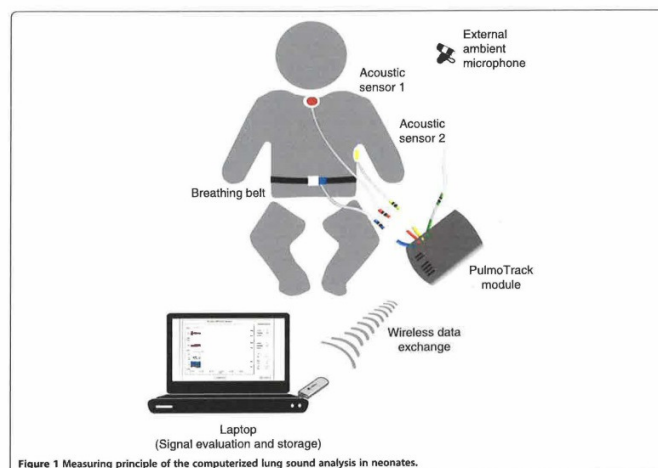 External
ambient
microphone
Acoustic
sensor 1
Acoustic
sensor 2
Breathing belt
PulmoTrack
module
Wireless data
exchange
Laptop
(Signal evaluation and storage)
Figure 1 Measuring principle of the computerized lung sound analysis in neonates.